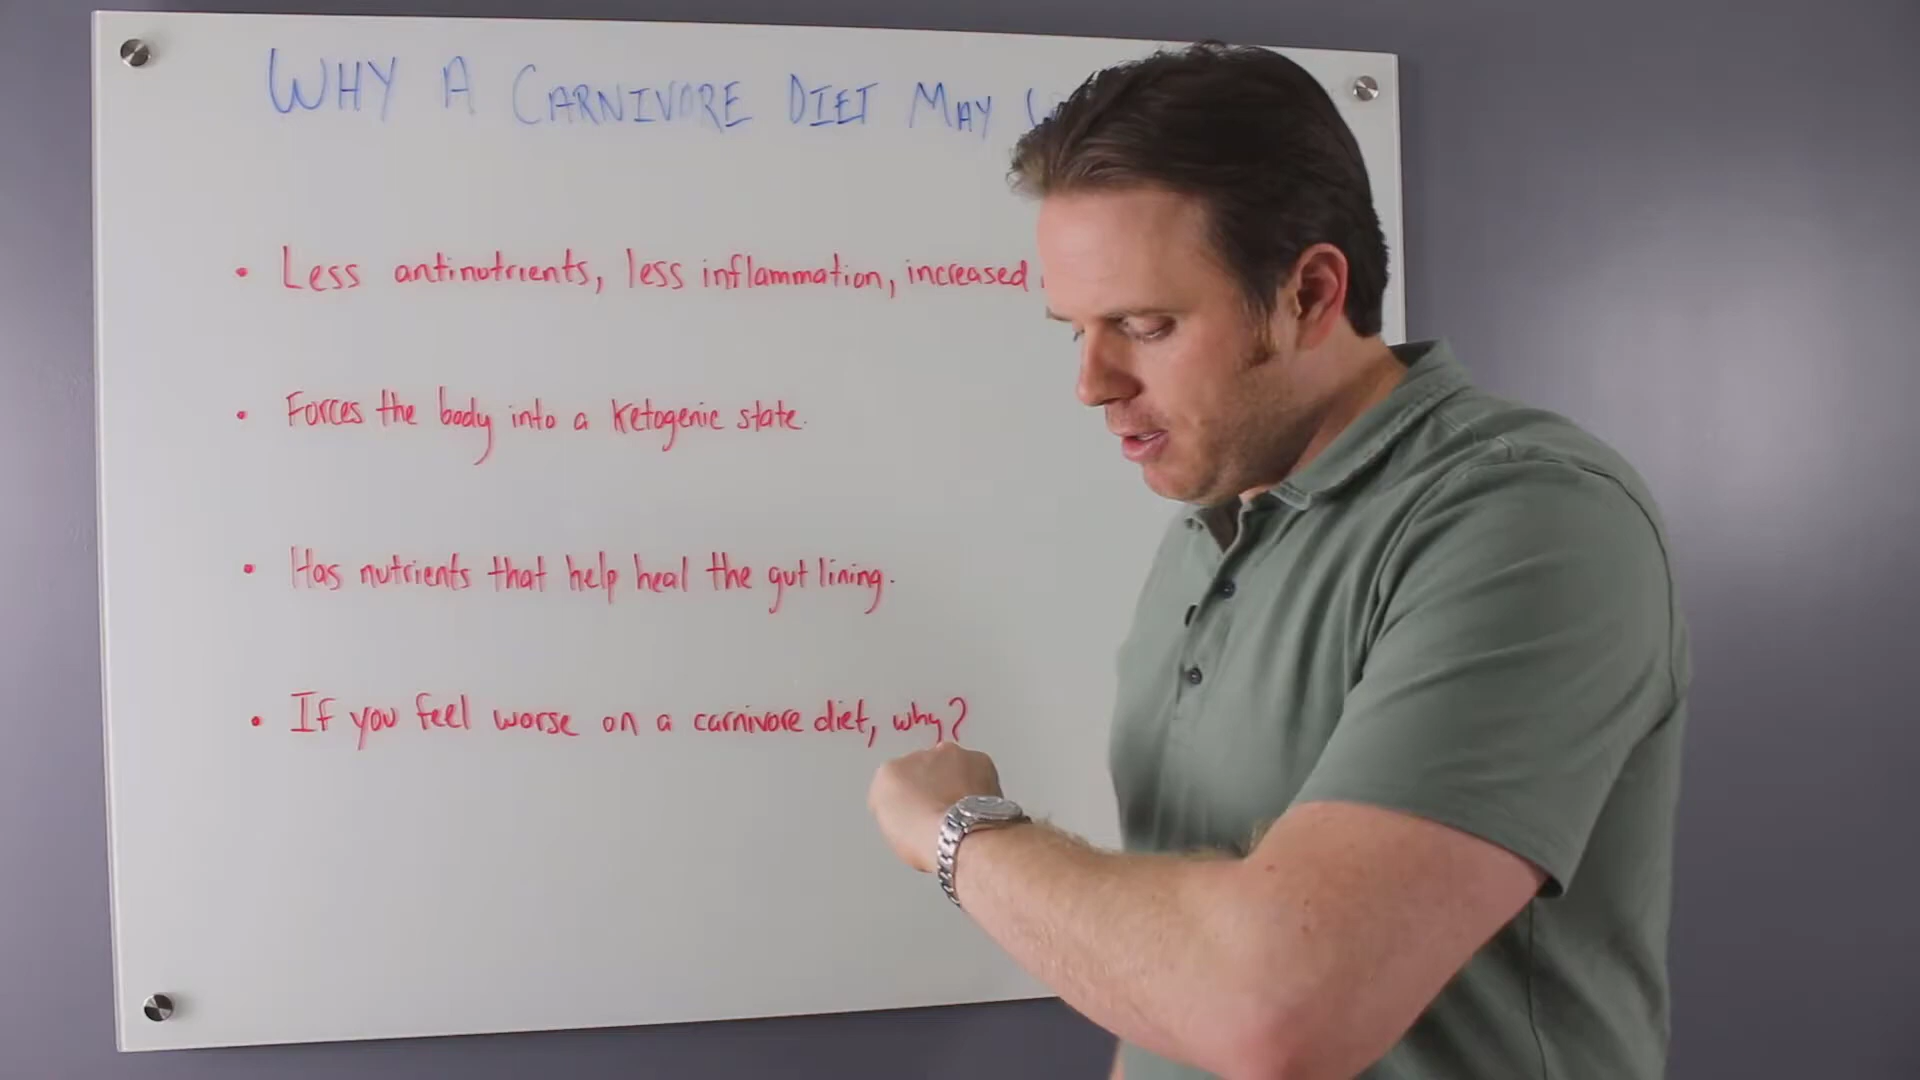 WHY A CARNIVORE DIET MAY
• Less antinutrients, less inflammation, increased
• Forces the body into a ketogenic state.
• Has nutrients that help heal the gut lining.
• If you feel worse on a carnivore diet, why?